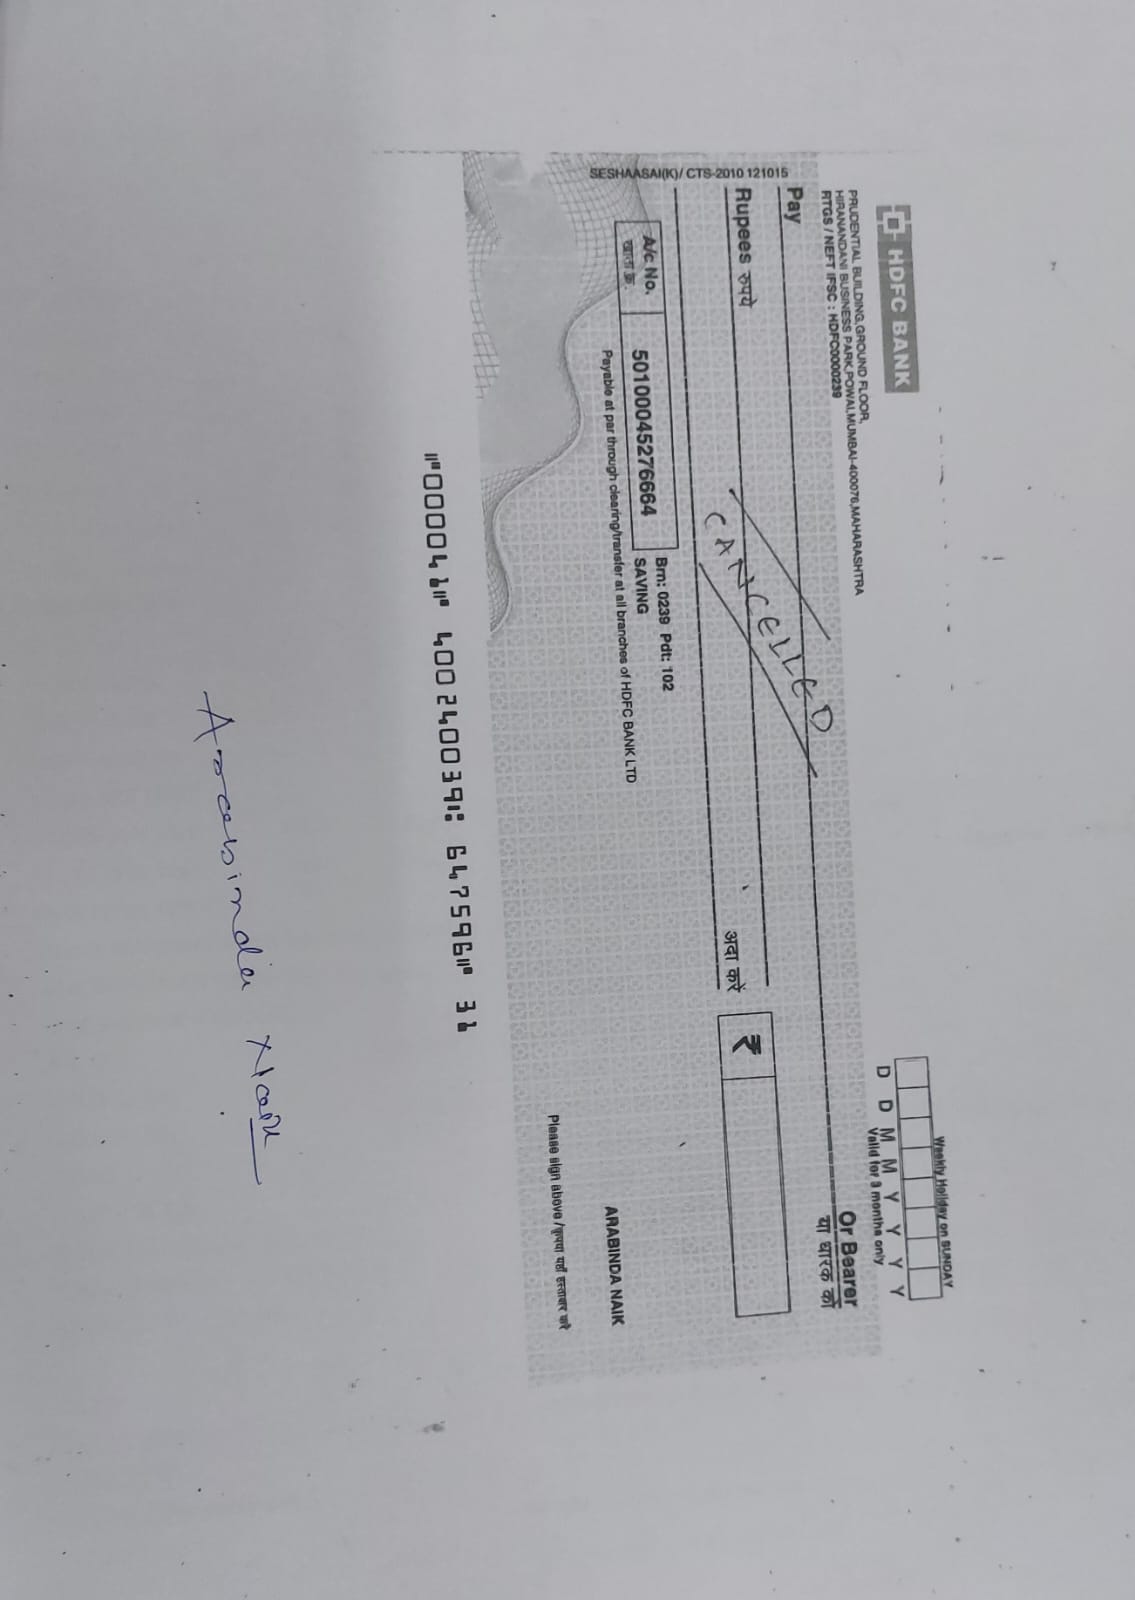 HDFC BANK
PRUDENTIAL BUILDING,GROUND FLOOR,
HIRANANDANI BUSINESS PARK,POWAI,MUMBAI-400076,MAHARASHTRA
RTGS / NEFT IFSC : HDFC0000239
Weekly Holiday on SUNDAY
D D M M Y Y Y Y
Valid for 3 months only
Pay
Or Bearer
या धारक को
Rupees रुपये
CANCELLED
अदा करें
₹
SESHAASAI(K)/ CTS-2010 121015
A/c No.
खाता क्र.
50100045276664
Brn: 0239 Pdt: 102
SAVING
Payable at par through clearing/transfer at all branches of HDFC BANK LTD
ARABINDA NAIK
Please sign above / कृपया यहाँ हस्ताक्षर करें
⑈000041⑈ 400240039⑆ 647596⑈ 31
Arabinda Naik